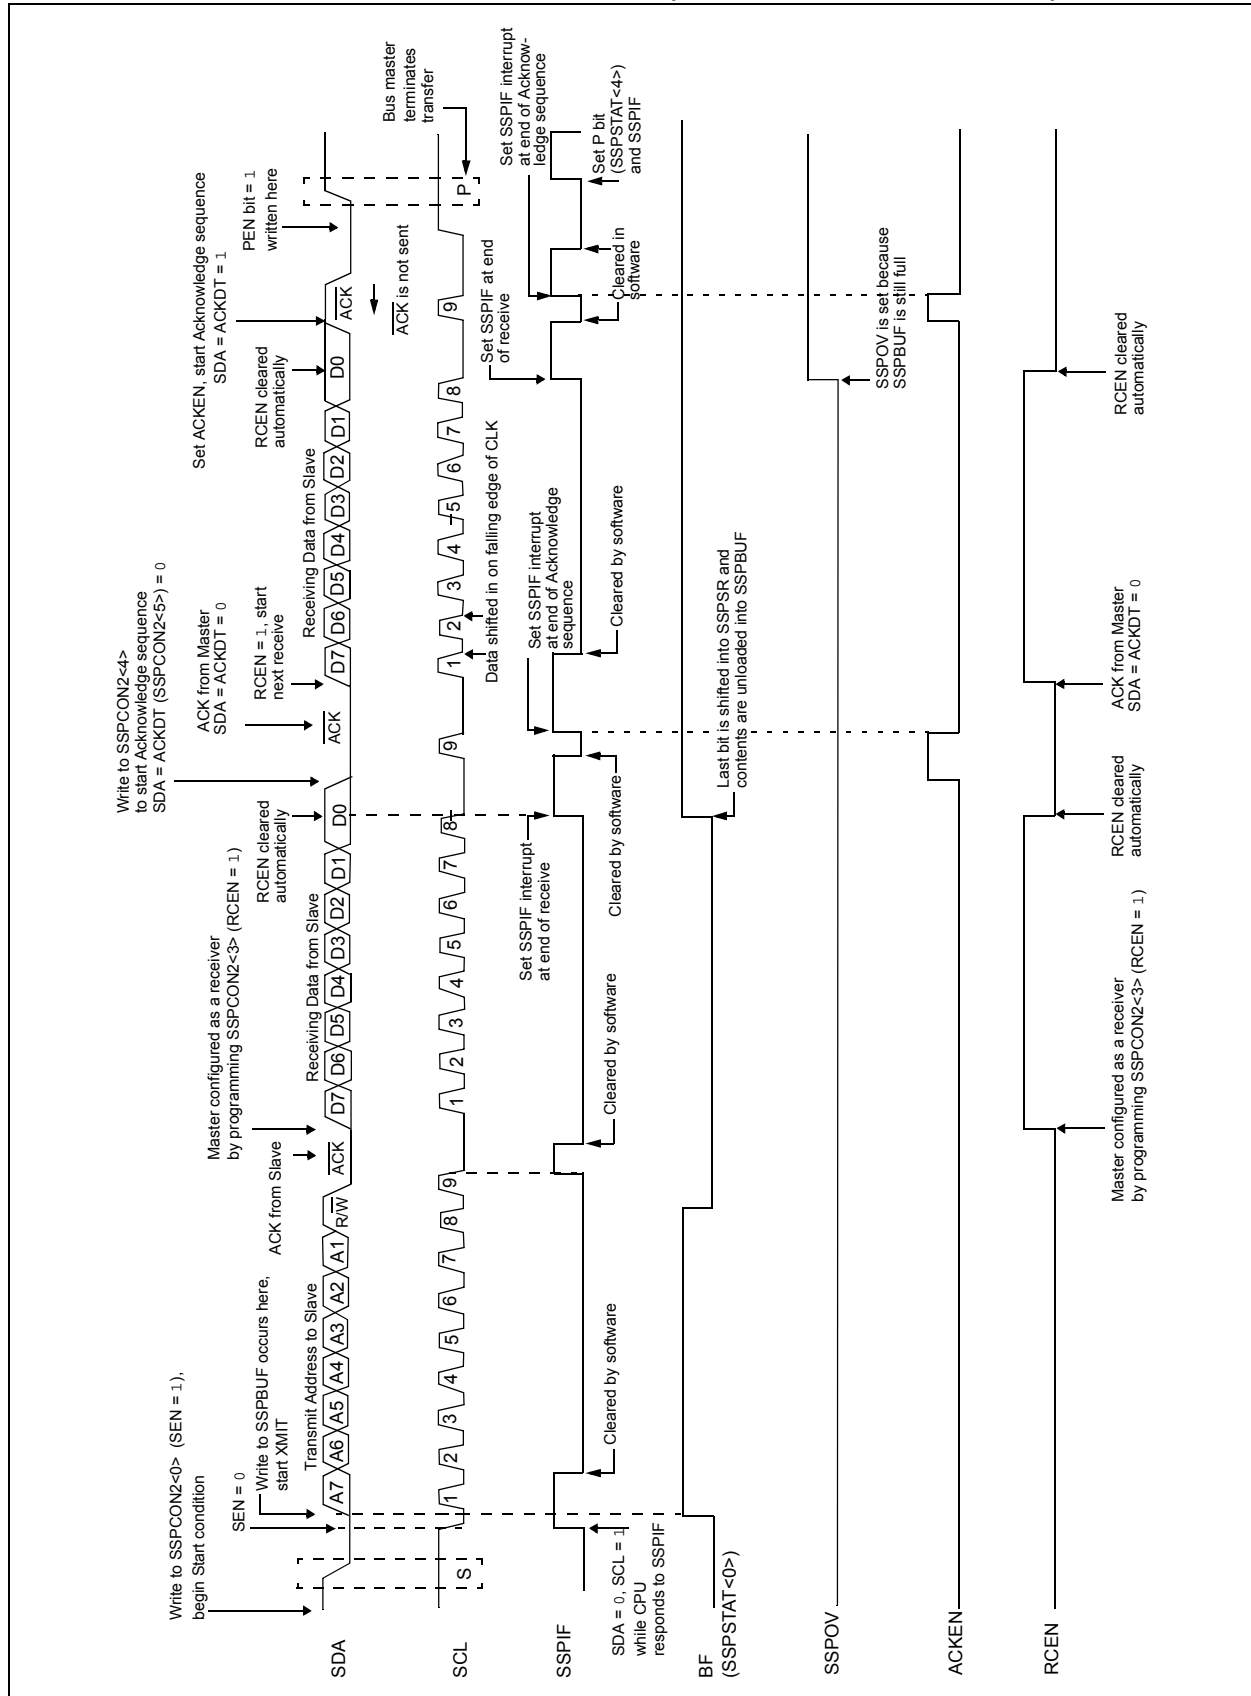 Write to SSPCON2<4>
to start Acknowledge sequence
SDA = ACKDT (SSPCON2<5>) = 0
Set ACKEN, start Acknowledge sequence
SDA = ACKDT = 1
Write to SSPCON2<0> (SEN = 1),
begin Start condition
SEN = 0
Write to SSPBUF occurs here,
start XMIT
ACK from Slave
Master configured as a receiver
by programming SSPCON2<3> (RCEN = 1)
RCEN cleared
automatically
ACK from Master
SDA = ACKDT = 0
RCEN = 1, start
next receive
RCEN cleared
automatically
PEN bit = 1
written here
Transmit Address to Slave
Receiving Data from Slave
Receiving Data from Slave
SDA
A7 A6 A5 A4 A3 A2 A1 R/W ACK D7 D6 D5 D4 D3 D2 D1 D0 ACK D7 D6 D5 D4 D3 D2 D1 D0 ACK
ACK is not sent
Bus master
terminates
transfer
SCL
S 1 2 3 4 5 6 7 8 9 1 2 3 4 5 6 7 8 9 1 2 3 4 5 6 7 8 9 P
Data shifted in on falling edge of CLK
Set SSPIF interrupt
at end of receive
Set SSPIF interrupt
at end of Acknowledge
sequence
Set SSPIF at end
of receive
Set SSPIF interrupt
at end of Acknow-
ledge sequence
SSPIF
SDA = 0, SCL = 1
while CPU
responds to SSPIF
Cleared by software
Cleared by software
Cleared by software
Cleared by software
Cleared in
software
Set P bit
(SSPSTAT<4>)
and SSPIF
BF
(SSPSTAT<0>)
Last bit is shifted into SSPSR and
contents are unloaded into SSPBUF
SSPOV
SSPOV is set because
SSPBUF is still full
ACKEN
RCEN
Master configured as a receiver
by programming SSPCON2<3> (RCEN = 1)
RCEN cleared
automatically
ACK from Master
SDA = ACKDT = 0
RCEN cleared
automatically